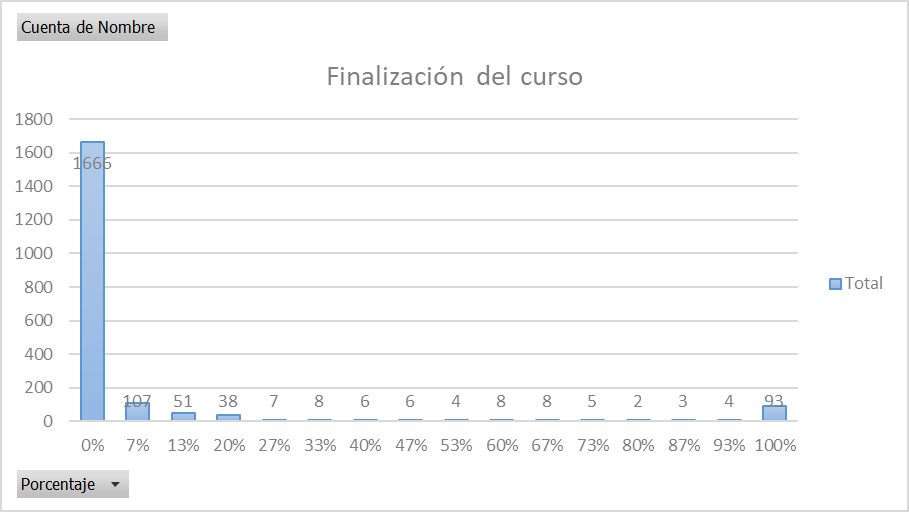 Cuenta de Nombre
Finalización del curso
1800
1600
1400
1200
1000
800
600
400
200
0
1666 107 51 38 7 8 6 6 4 8 8 5 2 3 4 93
0% 7% 13% 20% 27% 33% 40% 47% 53% 60% 67% 73% 80% 87% 93% 100%
Total
Porcentaje